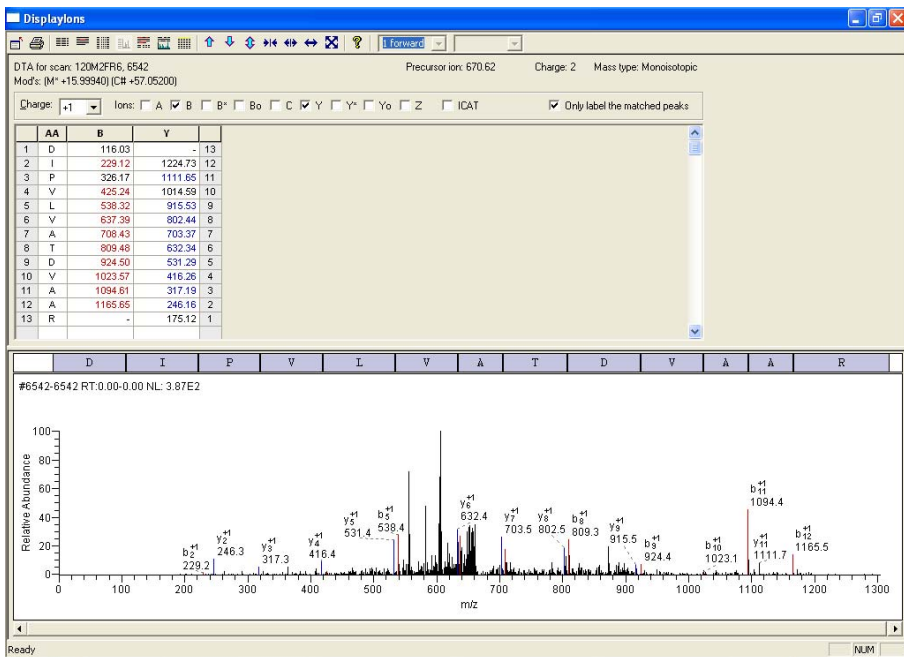 DisplayIons
1 forward
DTA for scan: 120M2FR6, 6542 Precursor ion: 670.62 Charge: 2 Mass type: Monoisotopic
Mod's: (M* +15.99940) (C# +57.05200)
Charge: +1 Ions: A B B* Bo C Y Y* Yo Z ICAT Only label the matched peaks
AA B Y
1 D 116.03 - 13
2 I 229.12 1224.73 12
3 P 326.17 1111.65 11
4 V 425.24 1014.59 10
5 L 538.32 915.53 9
6 V 637.39 802.44 8
7 A 708.43 703.37 7
8 T 809.48 632.34 6
9 D 924.50 531.29 5
10 V 1023.57 416.26 4
11 A 1094.61 317.19 3
12 A 1165.65 246.16 2
13 R - 175.12 1
D I P V L V A T D V A A R
#6542-6542 RT:0.00-0.00 NL: 3.87E2
Relative Abundance
100
80
60
40
20
0
b2+1 229.2
y2+1 246.3
y3+1 317.3
y4+1 416.4
y5+1 531.4
b5+1 538.4
y6+1 632.4
y7+1 703.5
y8+1 802.5
b8+1 809.3
y9+1 915.5
b9+1 924.4
b10+1 1023.1
b11+1 1094.4
y11+1 1111.7
b12+1 1165.5
0 100 200 300 400 500 600 700 800 900 1000 1100 1200 1300
m/z
Ready NUM